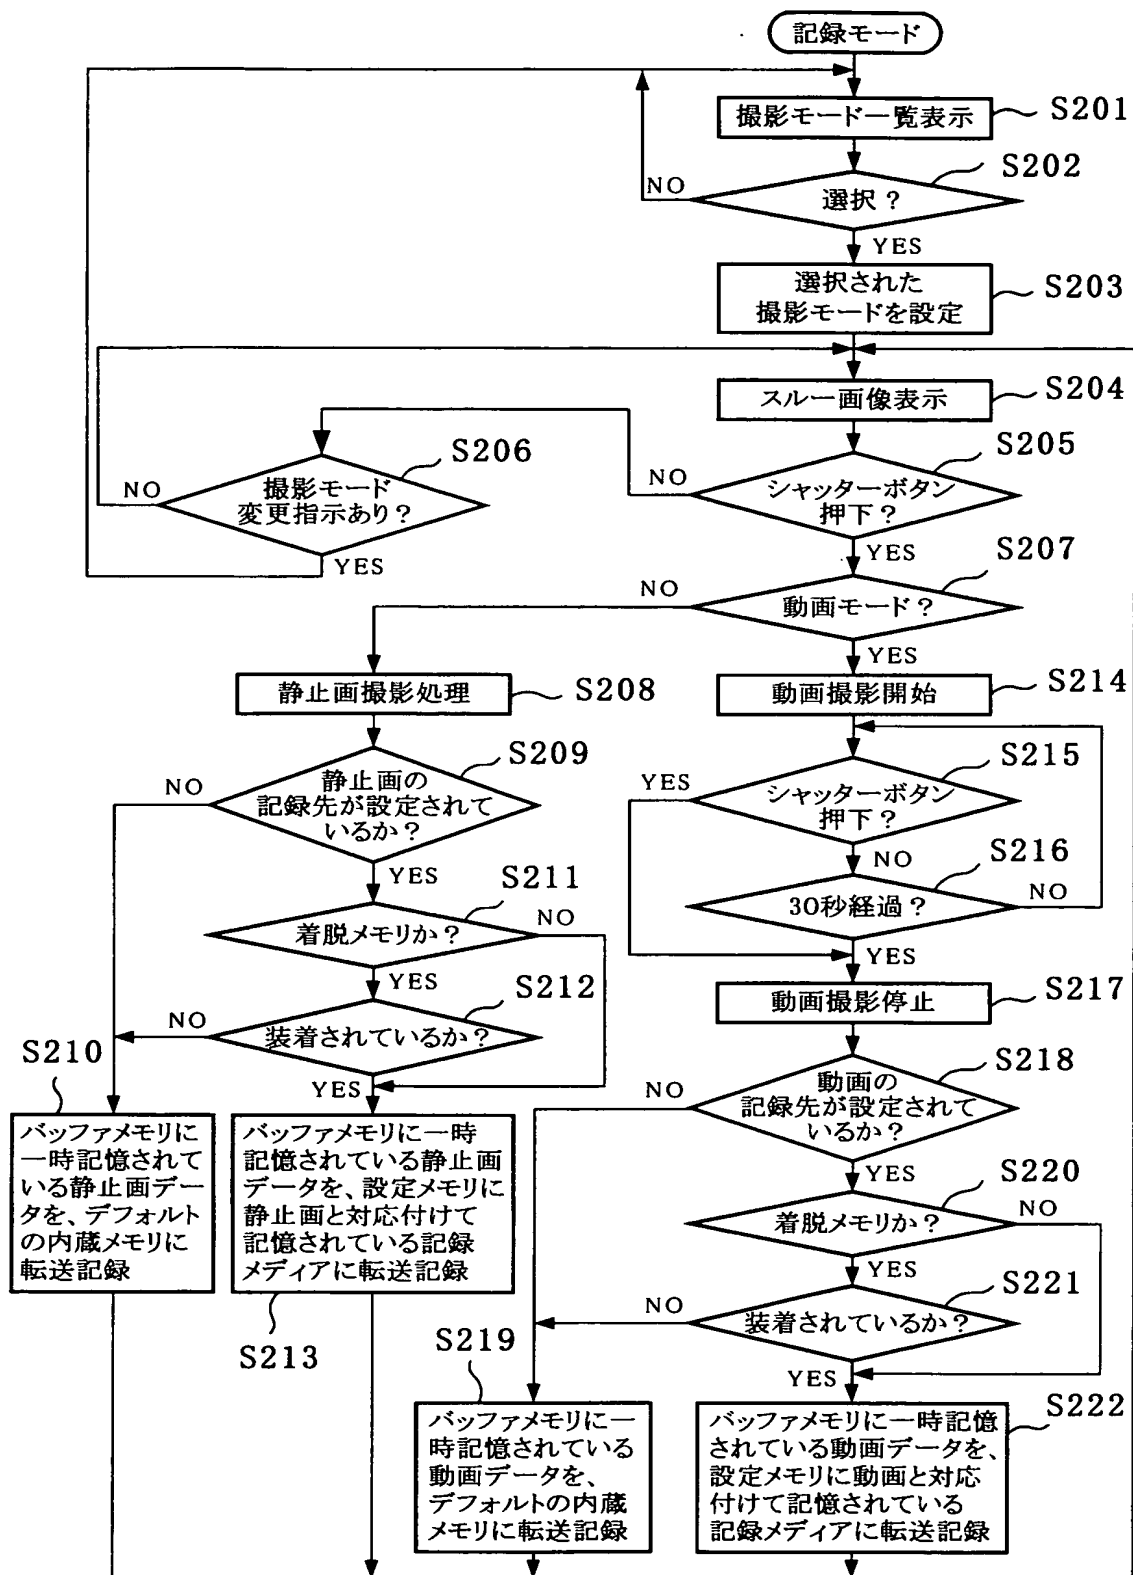 記録モード
撮影モード一覧表示
S201
S202
NO
選択？
YES
選択された
撮影モードを設定
S203
スルー画像表示
S204
S205
NO
シャッターボタン
押下？
YES
S206
NO
撮影モード
変更指示あり？
YES
S207
NO
動画モード？
YES
静止画撮影処理
S208
S209
NO
静止画の
記録先が設定されて
いるか？
YES
S211
着脱メモリか？
NO
YES
S212
NO
装着されているか？
YES
S210
バッファメモリに
一時記憶されて
いる静止画デー
タを、デフォルト
の内蔵メモリに
転送記録
バッファメモリに一時
記憶されている静止画
データを、設定メモリに
静止画と対応付けて
記憶されている記録
メディアに転送記録
S213
動画撮影開始
S214
S215
YES
シャッターボタン
押下？
NO
S216
30秒経過？
NO
YES
動画撮影停止
S217
S218
NO
動画の
記録先が設定されて
いるか？
YES
S220
着脱メモリか？
NO
YES
S221
NO
装着されているか？
YES
S219
バッファメモリに一
時記憶されている
動画データを、
デフォルトの内蔵
メモリに転送記録
S222
バッファメモリに一時記憶
されている動画データを、
設定メモリに動画と対応
付けて記憶されている
記録メディアに転送記録